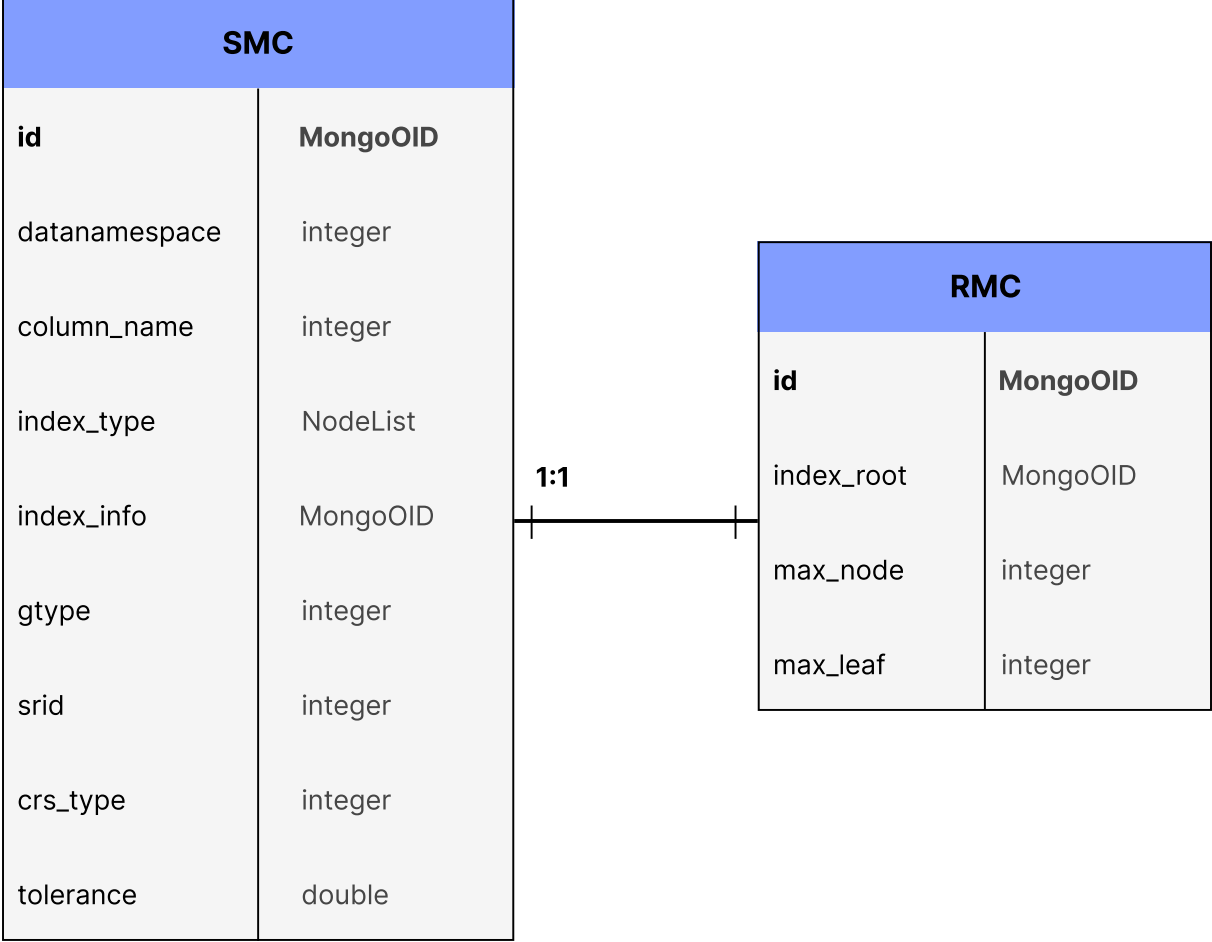 SMC
id MongoOID
datanamespace integer
column_name integer
index_type NodeList
index_info MongoOID
gtype integer
srid integer
crs_type integer
tolerance double
1:1
RMC
id MongoOID
index_root MongoOID
max_node integer
max_leaf integer